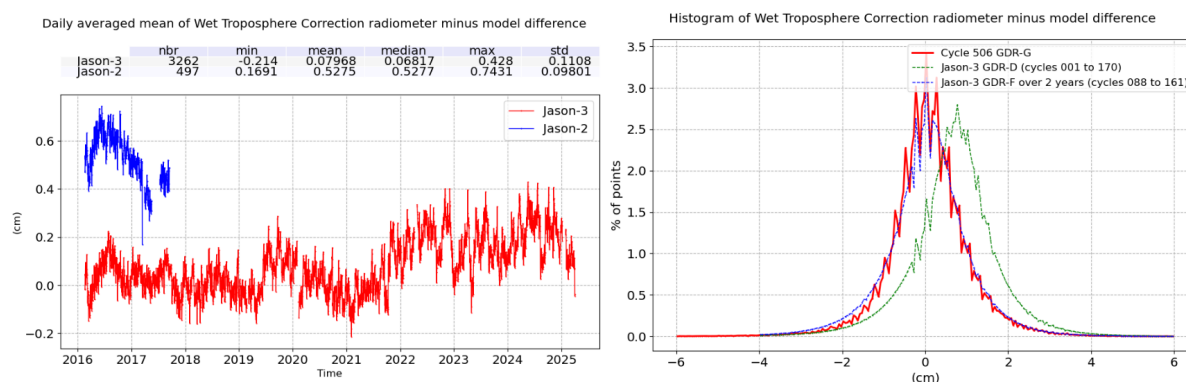 Daily averaged mean of Wet Troposphere Correction radiometer minus model difference
nbr min mean median max std
Jason-3 3262 -0.214 0.07968 0.06817 0.428 0.1108
Jason-2 497 0.1691 0.5275 0.5277 0.7431 0.09801
Jason-3
Jason-2
0.6
0.4
0.2
0.0
−0.2
(cm)
2016 2017 2018 2019 2020 2021 2022 2023 2024 2025
Time
Histogram of Wet Troposphere Correction radiometer minus model difference
Cycle 506 GDR-G
Jason-3 GDR-D (cycles 001 to 170)
Jason-3 GDR-F over 2 years (cycles 088 to 161)
3.5
3.0
2.5
2.0
1.5
1.0
0.5
0.0
% of points
−6 −4 −2 0 2 4 6
(cm)